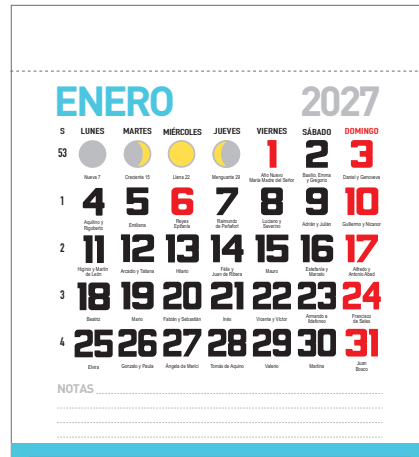 ENERO 2027
S LUNES MARTES MIÉRCOLES JUEVES VIERNES SÁBADO DOMINGO
53 1 2 3
Nueva 7 Creciente 15 Llena 22 Menguante 29 Año Nuevo Basilio, Emma Daniel y Genoveva
María Madre del Señor y Gregorio
1 4 5 6 7 8 9 10
Aquilino y Emiliana Reyes Raimundo Luciano y Adrián y Julián Guillermo y Nicanor
Rigoberto Epifanía de Peñafort Severino
2 11 12 13 14 15 16 17
Higinio y Martín Arcadio y Tatiana Hilario Félix y Mauro Estefanía y Alfredo y
de León Juan de Ribera Marcelo Antonio Abad
3 18 19 20 21 22 23 24
Beatriz Mario Fabián y Sebastián Inés Vicente y Víctor Armando e Francisco
Ildefonso de Sales
4 25 26 27 28 29 30 31
Elvira Gonzalo y Paula Ángela de Merici Tomás de Aquino Valerio Martina Juan
Bosco
NOTAS